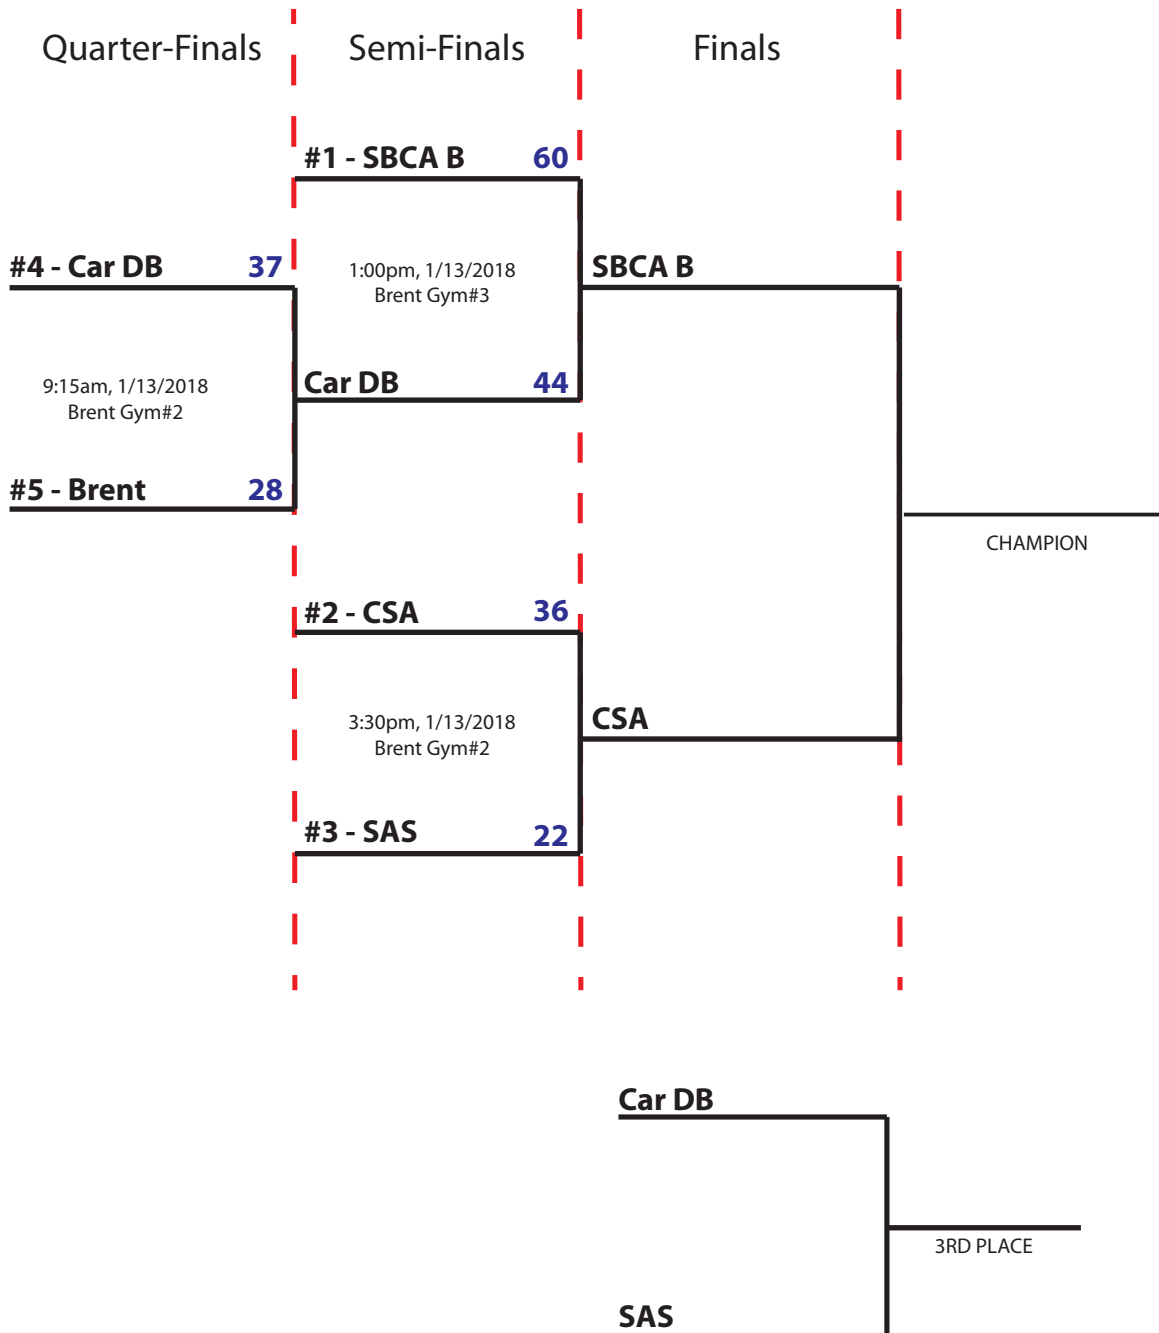 Quarter-Finals
Semi-Finals
Finals
#1 - SBCA B 60
#4 - Car DB 37
1:00pm, 1/13/2018
Brent Gym#3
SBCA B
9:15am, 1/13/2018
Brent Gym#2
Car DB 44
#5 - Brent 28
CHAMPION
#2 - CSA 36
3:30pm, 1/13/2018
Brent Gym#2
CSA
#3 - SAS 22
Car DB
3RD PLACE
SAS